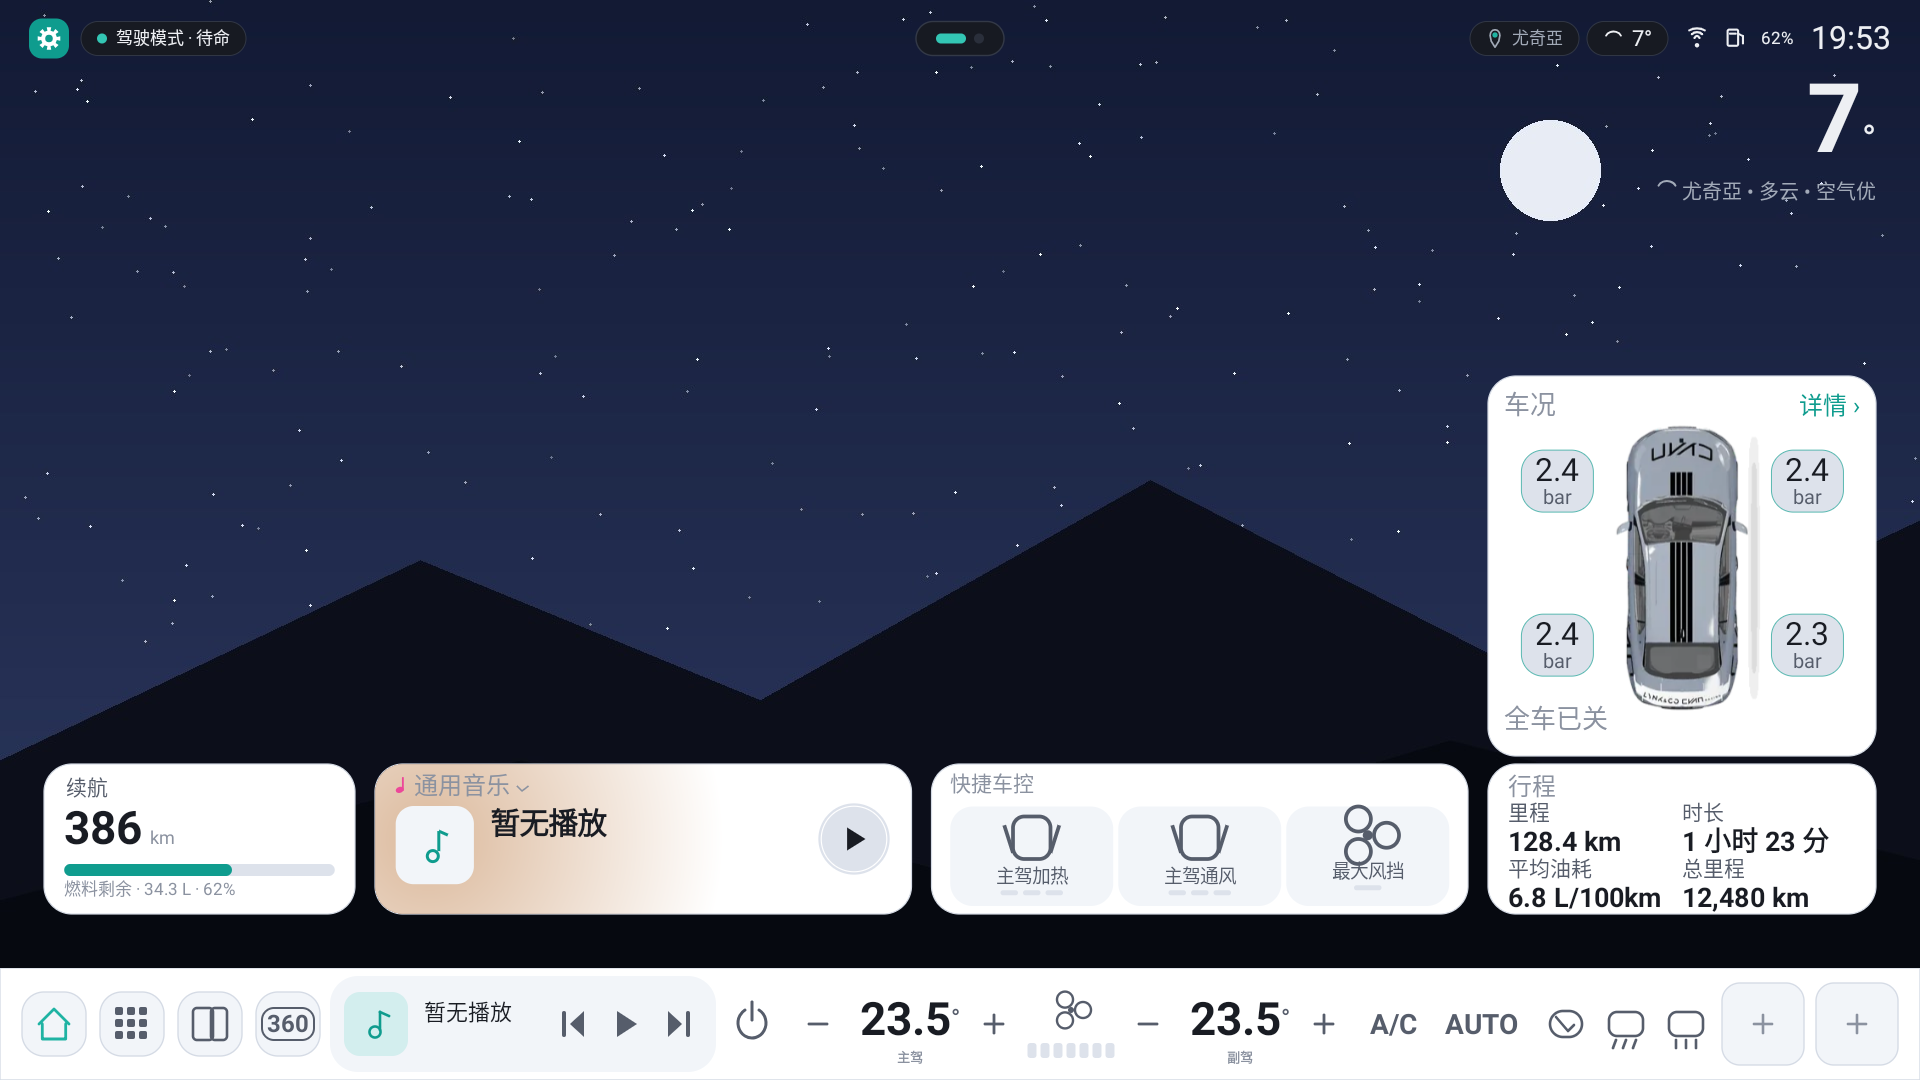 驾驶模式 · 待命
尤奇亞
7°
62%
19:53
7°
尤奇亞 • 多云 • 空气优
车况
详情 ›
2.4
bar
2.4
bar
2.4
bar
2.3
bar
全车已关
续航
386 km
燃料剩余 · 34.3 L · 62%
通用音乐
暂无播放
快捷车控
主驾加热
主驾通风
最大风挡
行程
里程
128.4 km
时长
1 小时 23 分
平均油耗
6.8 L/100km
总里程
12,480 km
360
暂无播放
23.5°
主驾
23.5°
副驾
A/C
AUTO